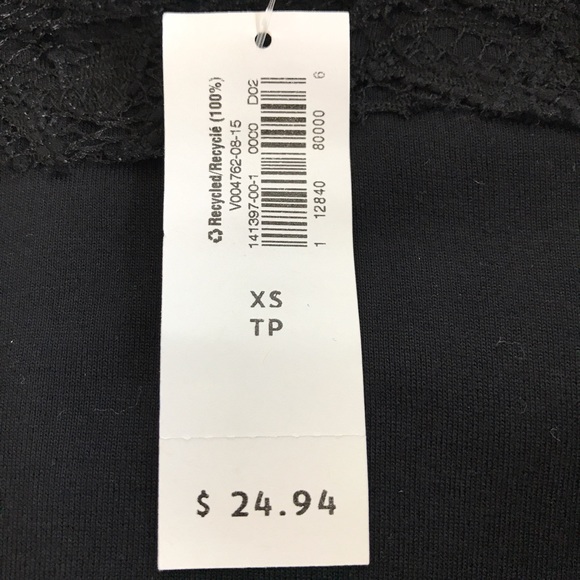 Recycled/Recyclé (100%)
V004762-08-15
141397-00-1 0000 D02
1 12840 80000 6
XS
TP
$ 24.94